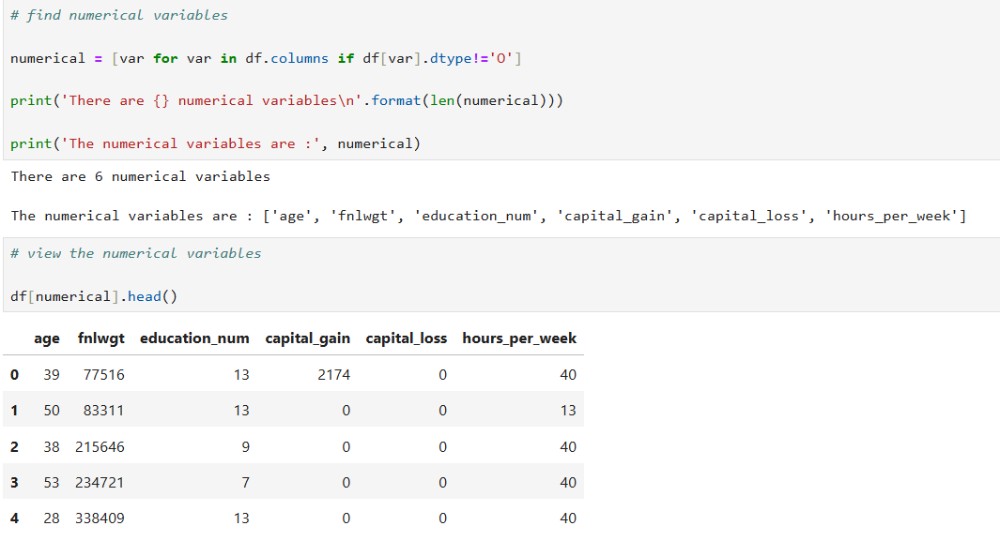 # find numerical variables
numerical = [var for var in df.columns if df[var].dtype!='O']
print('There are {} numerical variables\n'.format(len(numerical)))
print('The numerical variables are :', numerical)
There are 6 numerical variables
The numerical variables are : ['age', 'fnlwgt', 'education_num', 'capital_gain', 'capital_loss', 'hours_per_week']
# view the numerical variables
df[numerical].head()
age fnlwgt education_num capital_gain capital_loss hours_per_week
0 39 77516 13 2174 0 40
1 50 83311 13 0 0 13
2 38 215646 9 0 0 40
3 53 234721 7 0 0 40
4 28 338409 13 0 0 40